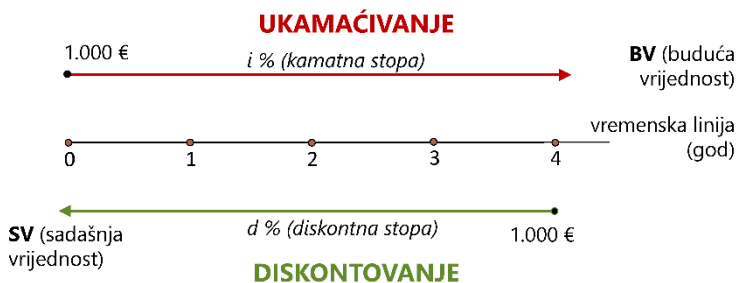 UKAMAĆIVANJE
1.000 €
i % (kamatna stopa)
BV (buduća
vrijednost)
vremenska linija
(god)
0 1 2 3 4
SV (sadašnja
vrijednost)
d % (diskontna stopa)
1.000 €
DISKONTOVANJE